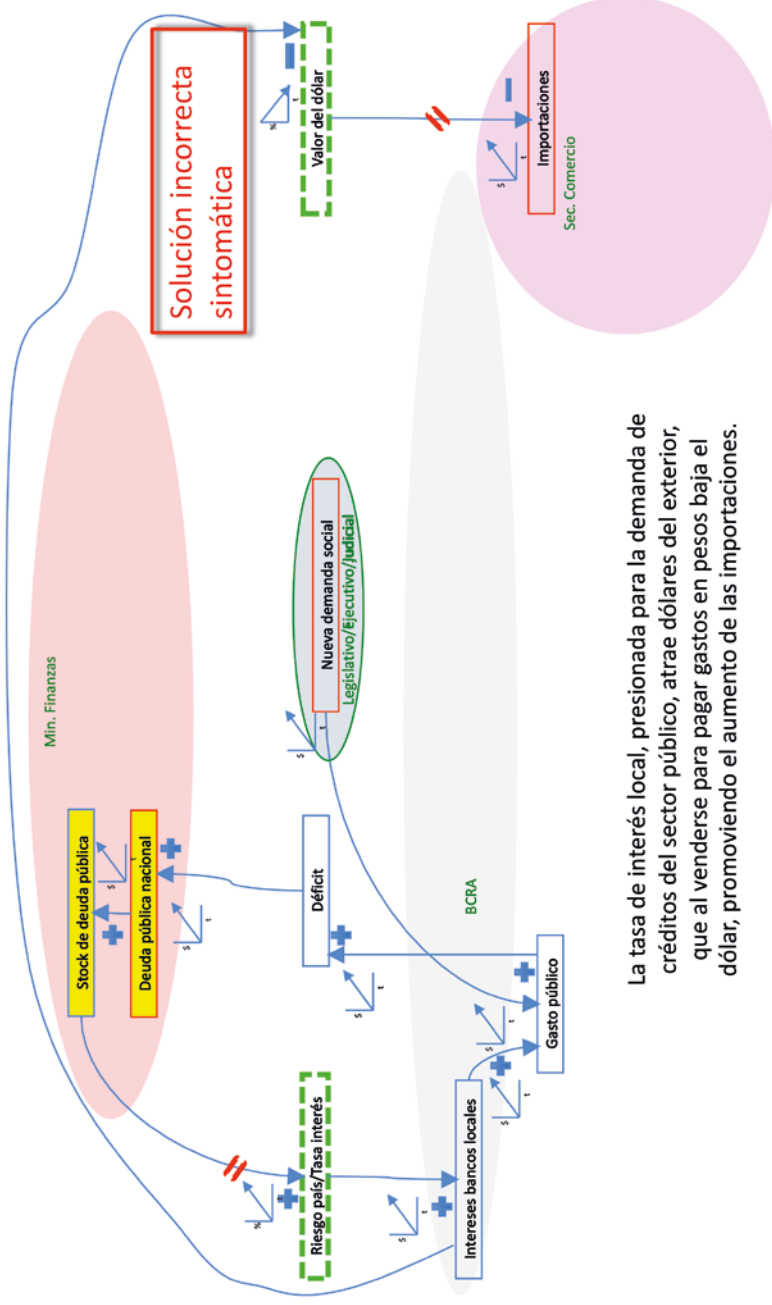 Min. Finanzas
Solución incorrecta
sintomática
Stock de deuda pública
$
t
Deuda pública nacional
$
t
%
t
Valor del dólar
%
t
Riesgo país/Tasa interés
$
t
Déficit
$
t
Nueva demanda social
Legislativo/Ejecutivo/Judicial
$
t
Intereses bancos locales
$
t
Gasto público
$
t
BCRA
$
t
Importaciones
Sec. Comercio
La tasa de interés local, presionada para la demanda de
créditos del sector público, atrae dólares del exterior,
que al venderse para pagar gastos en pesos baja el
dólar, promoviendo el aumento de las importaciones.